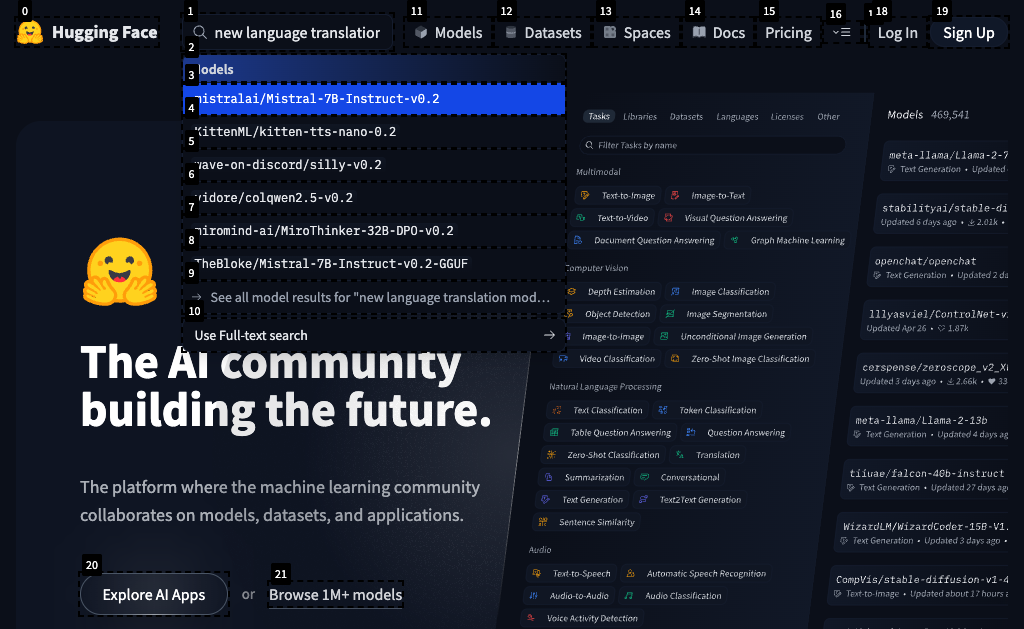 0
1
11
12
13
14
15
16
18
19
Hugging Face
new language translation
Models
Datasets
Spaces
Docs
Pricing
Log In
Sign Up
2
Models
3
mistralai/Mistral-7B-Instruct-v0.2
4
KittenML/kitten-tts-nano-0.2
5
wave-on-discord/silly-v0.2
6
vidore/colqwen2.5-v0.2
7
miromind-ai/MiroThinker-32B-DPO-v0.2
8
TheBloke/Mistral-7B-Instruct-v0.2-GGUF
9
→ See all model results for "new language translation mod…
10
Use Full-text search →
The AI community
building the future.
The platform where the machine learning community
collaborates on models, datasets, and applications.
20
21
Explore AI Apps
or
Browse 1M+ models
Tasks Libraries Datasets Languages Licenses Other
Filter Tasks by name
Multimodal
Text-to-Image Image-to-Text
Text-to-Video Visual Question Answering
Document Question Answering Graph Machine Learning
Computer Vision
Depth Estimation Image Classification
Object Detection Image Segmentation
Image-to-Image Unconditional Image Generation
Video Classification Zero-Shot Image Classification
Natural Language Processing
Text Classification Token Classification
Table Question Answering Question Answering
Zero-Shot Classification Translation
Summarization Conversational
Text Generation Text2Text Generation
Sentence Similarity
Audio
Text-to-Speech Automatic Speech Recognition
Audio-to-Audio Audio Classification
Voice Activity Detection
Models 469,541
meta-llama/Llama-2-7
Text Generation • Updated
stabilityai/stable-di
Updated 6 days ago • 2.01k •
openchat/openchat
Text Generation • Updated 2 da
lllyasviel/ControlNet-v
Updated Apr 26 • 1.87k
cerspense/zeroscope_v2_X
Updated 3 days ago • 2.66k • 33
meta-llama/Llama-2-13b
Text Generation • Updated 4 days ag
tiiuae/falcon-40b-instruct
Text Generation • Updated 27 days ag
WizardLM/WizardCoder-15B-V1.
Text Generation • Updated 3 days ago •
CompVis/stable-diffusion-v1-4
Text-to-Image • Updated about 17 hours a